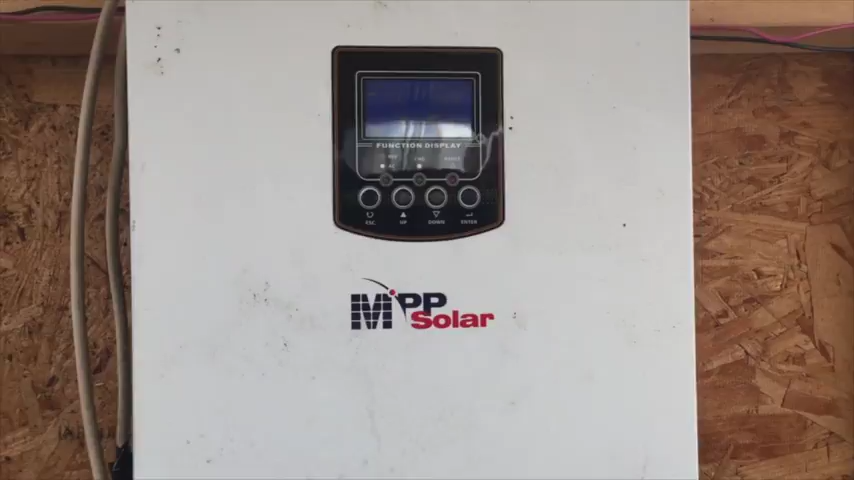 FUNCTION DISPLAY
ESC UP DOWN ENTER
MPP
Solar